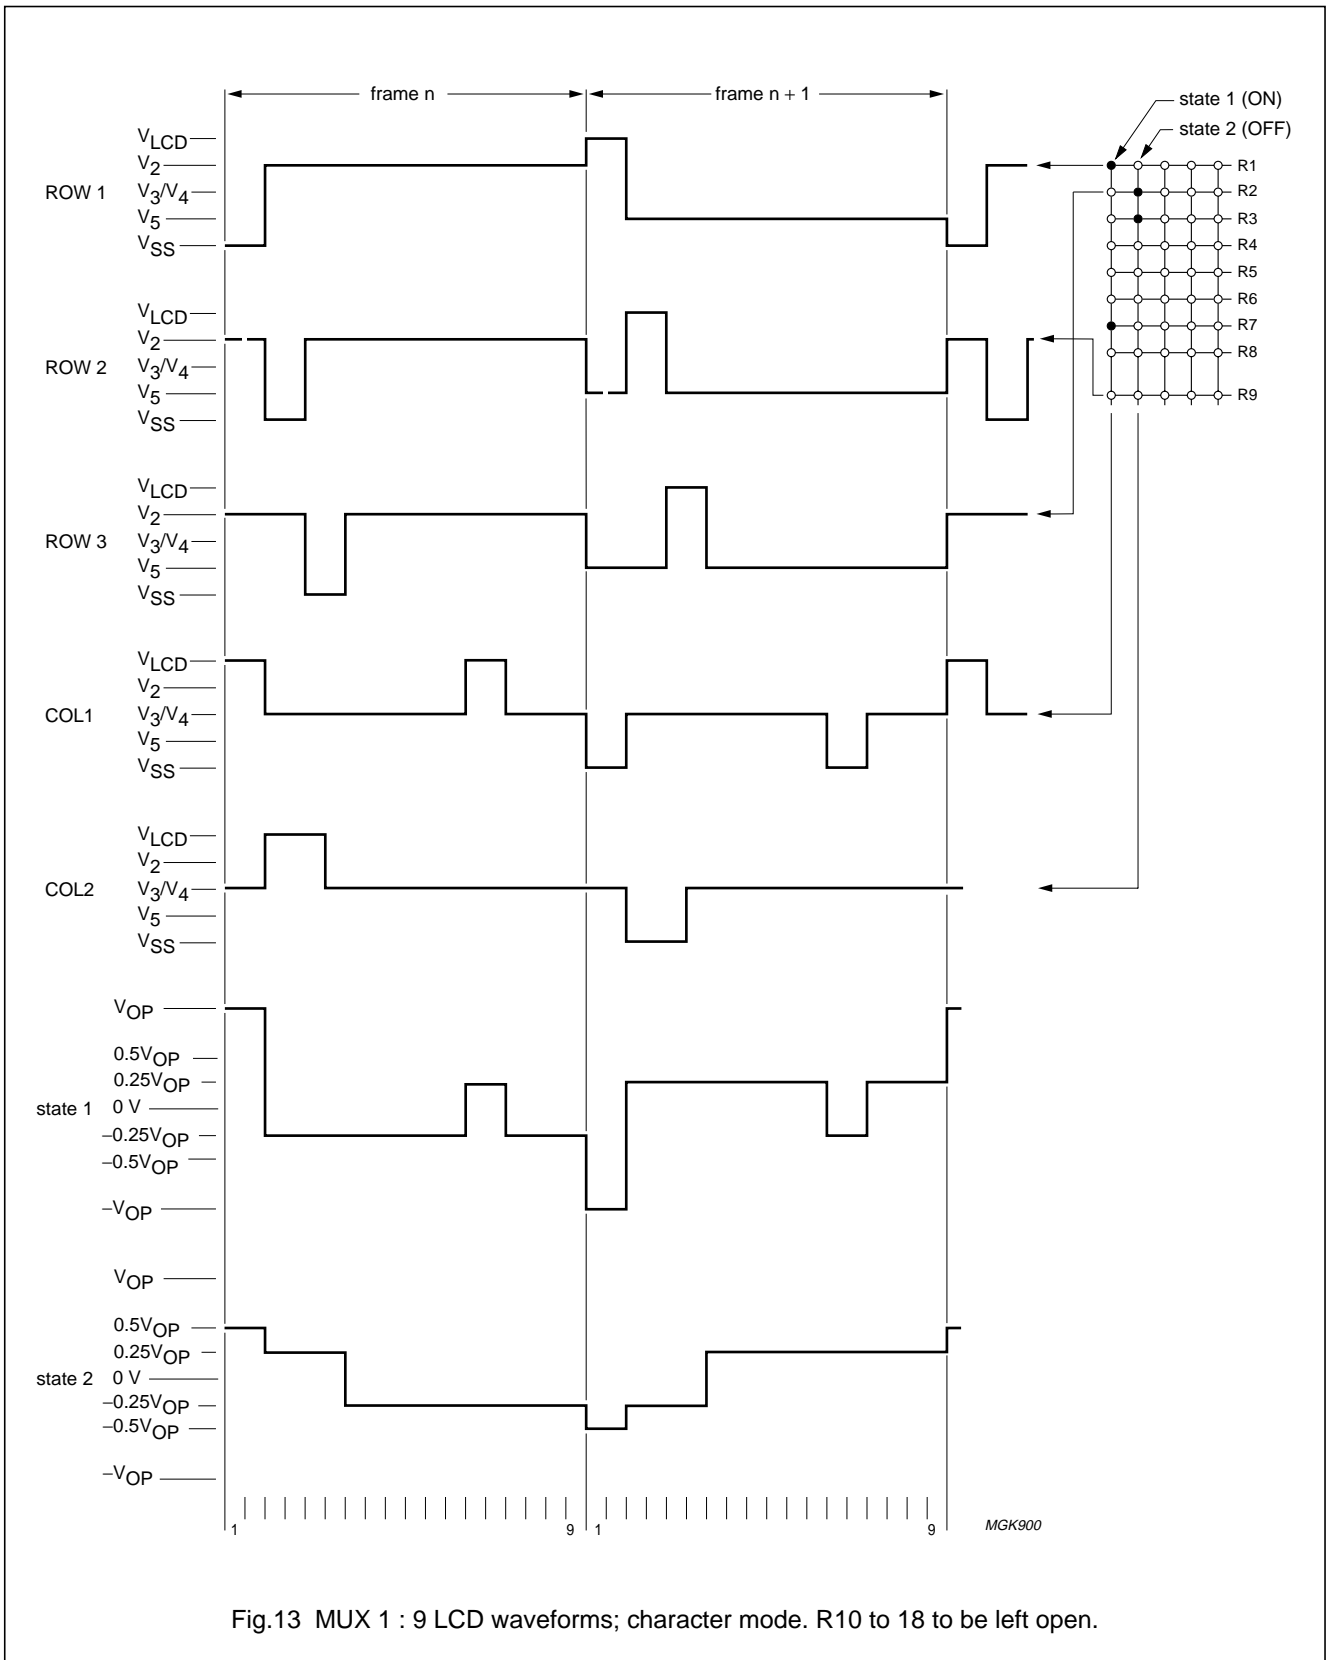 frame n
frame n + 1
state 1 (ON)
state 2 (OFF)
ROW 1
VLCD
V2
V3/V4
V5
VSS
R1
R2
R3
R4
R5
R6
R7
R8
R9
ROW 2
VLCD
V2
V3/V4
V5
VSS
ROW 3
VLCD
V2
V3/V4
V5
VSS
COL1
VLCD
V2
V3/V4
V5
VSS
COL2
VLCD
V2
V3/V4
V5
VSS
state 1
VOP
0.5VOP
0.25VOP
0 V
−0.25VOP
−0.5VOP
−VOP
state 2
VOP
0.5VOP
0.25VOP
0 V
−0.25VOP
−0.5VOP
−VOP
1 9 1 9
MGK900
Fig.13 MUX 1 : 9 LCD waveforms; character mode. R10 to 18 to be left open.